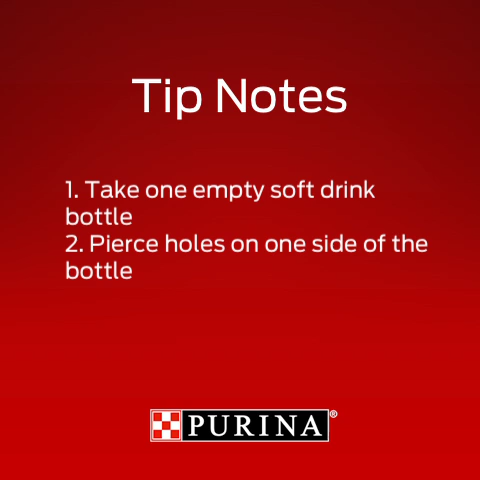 Tip Notes
1. Take one empty soft drink
bottle
2. Pierce holes on one side of the
bottle
PURINA®